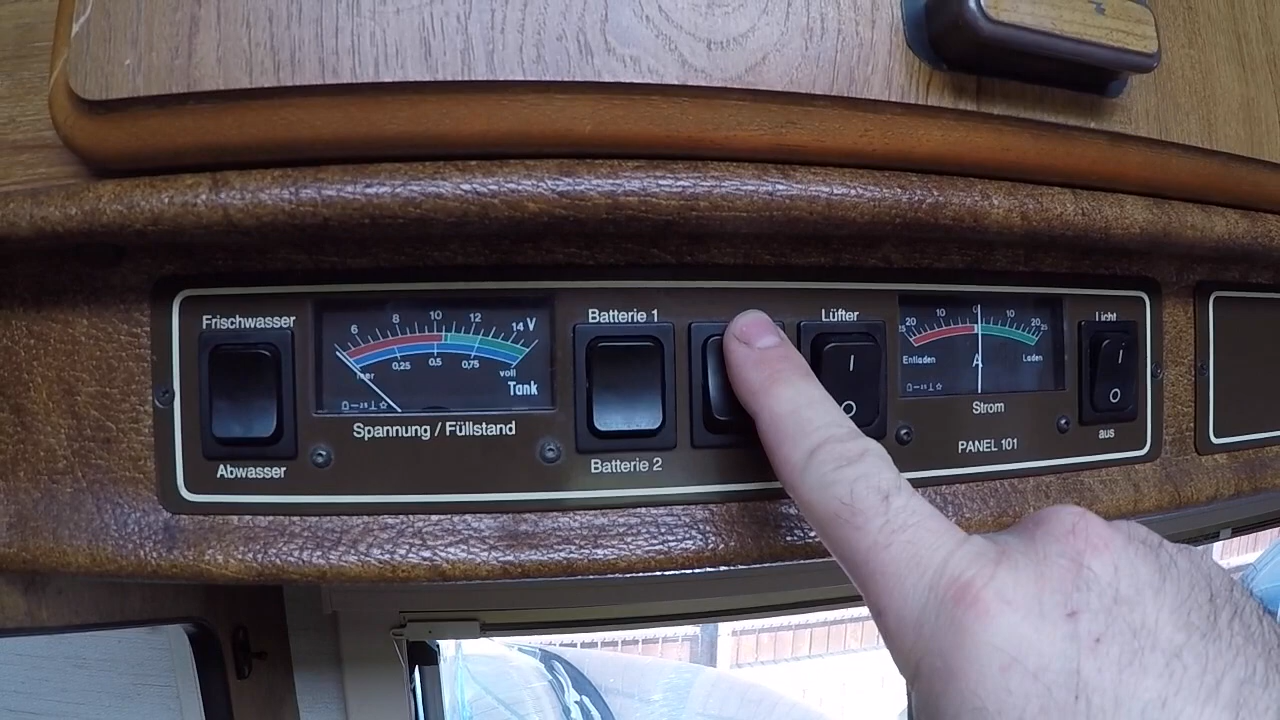 Frischwasser
Abwasser
6 8 10 12 14 V
leer 0,25 0,5 0,75 voll
Tank
Spannung / Füllstand
Batterie 1
Batterie 2
Lüfter
I
O
25 20 10 0 10 20 25
Entladen A Laden
Strom
PANEL 101
Licht
I
O
aus